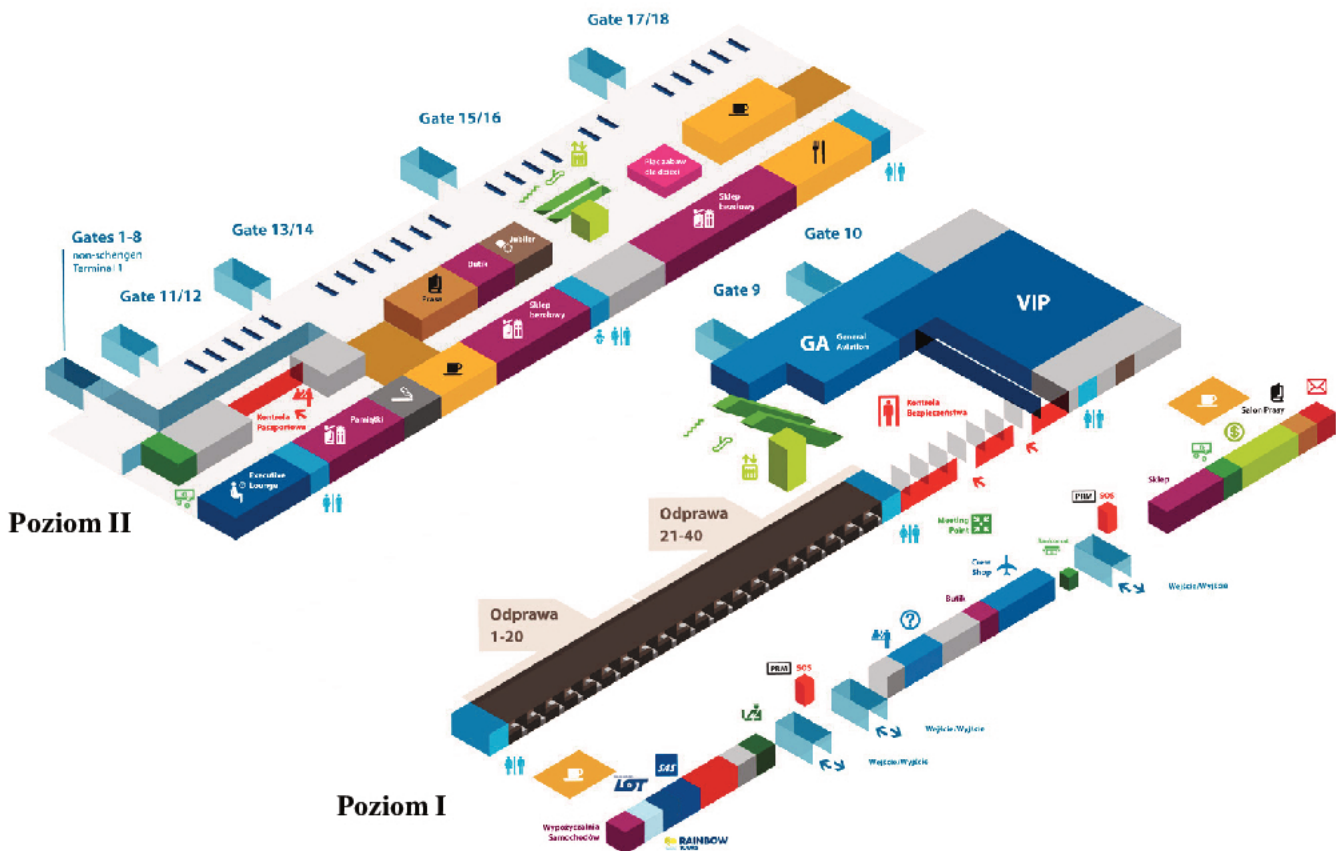 Gate 17/18
Gate 15/16
Plac zabaw
dla dzieci
Gates 1-8
non-schengen
Terminal 1
Gate 13/14
Sklep
bezcłowy
Jubiler
Butik
Gate 11/12
Prasa
Gate 10
Sklep
bezcłowy
Gate 9
VIP
GA
General
Aviation
Kontrola
Paszportowa
Pamiątki
Kontrola
Bezpieczeństwa
Salon Prasy
Executive
Lounge
Sklep
Poziom II
Odprawa
21-40
PRM
SOS
Meeting
Point
Wejście/Wyjście
Butik
Odprawa
1-20
PRM
SOS
Wejście/Wyjście
Wejście/Wyjście
LOT
SAS
Poziom I
Wypożyczalnia
Samochodów
RAINBOW
TOURS